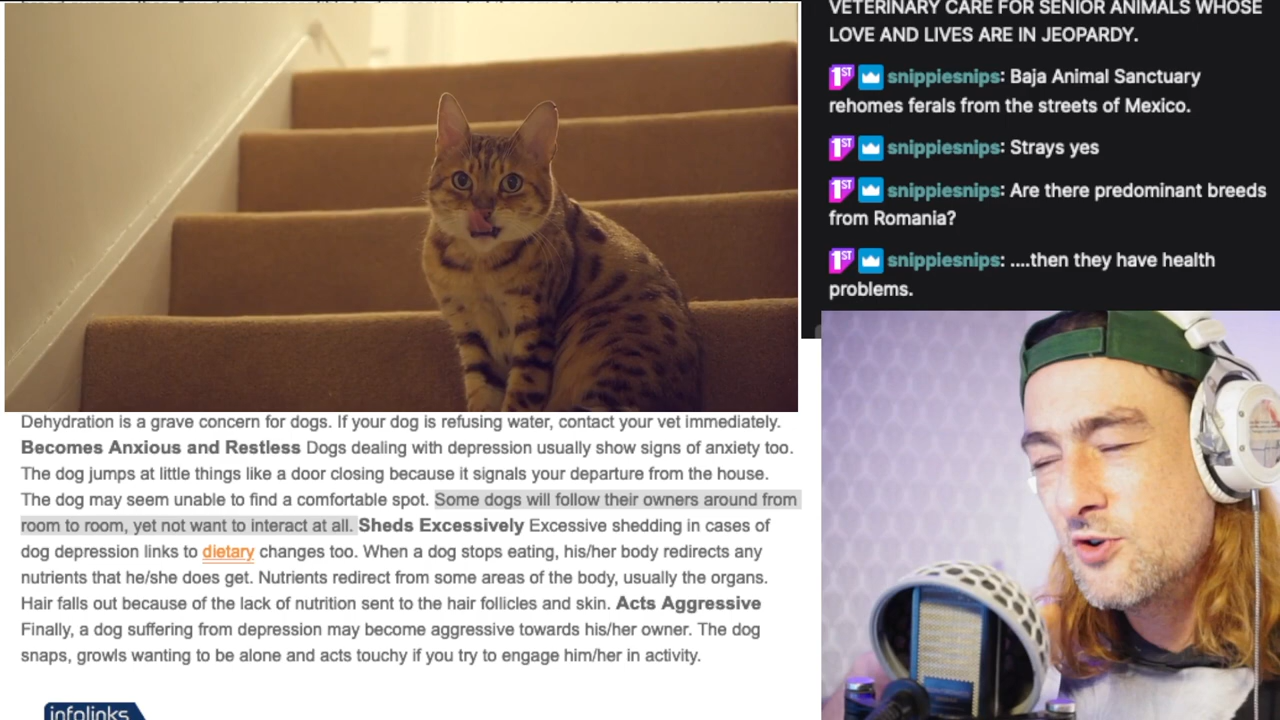 Dehydration is a grave concern for dogs. If your dog is refusing water, contact your vet immediately.
Becomes Anxious and Restless Dogs dealing with depression usually show signs of anxiety too.
The dog jumps at little things like a door closing because it signals your departure from the house.
The dog may seem unable to find a comfortable spot. Some dogs will follow their owners around from
room to room, yet not want to interact at all. Sheds Excessively Excessive shedding in cases of
dog depression links to dietary changes too. When a dog stops eating, his/her body redirects any
nutrients that he/she does get. Nutrients redirect from some areas of the body, usually the organs.
Hair falls out because of the lack of nutrition sent to the hair follicles and skin. Acts Aggressive
Finally, a dog suffering from depression may become aggressive towards his/her owner. The dog
snaps, growls wanting to be alone and acts touchy if you try to engage him/her in activity.
infolinks
VETERINARY CARE FOR SENIOR ANIMALS WHOSE
LOVE AND LIVES ARE IN JEOPARDY.
1ST snippiesnips: Baja Animal Sanctuary
rehomes ferals from the streets of Mexico.
1ST snippiesnips: Strays yes
1ST snippiesnips: Are there predominant breeds
from Romania?
1ST snippiesnips: ....then they have health
problems.